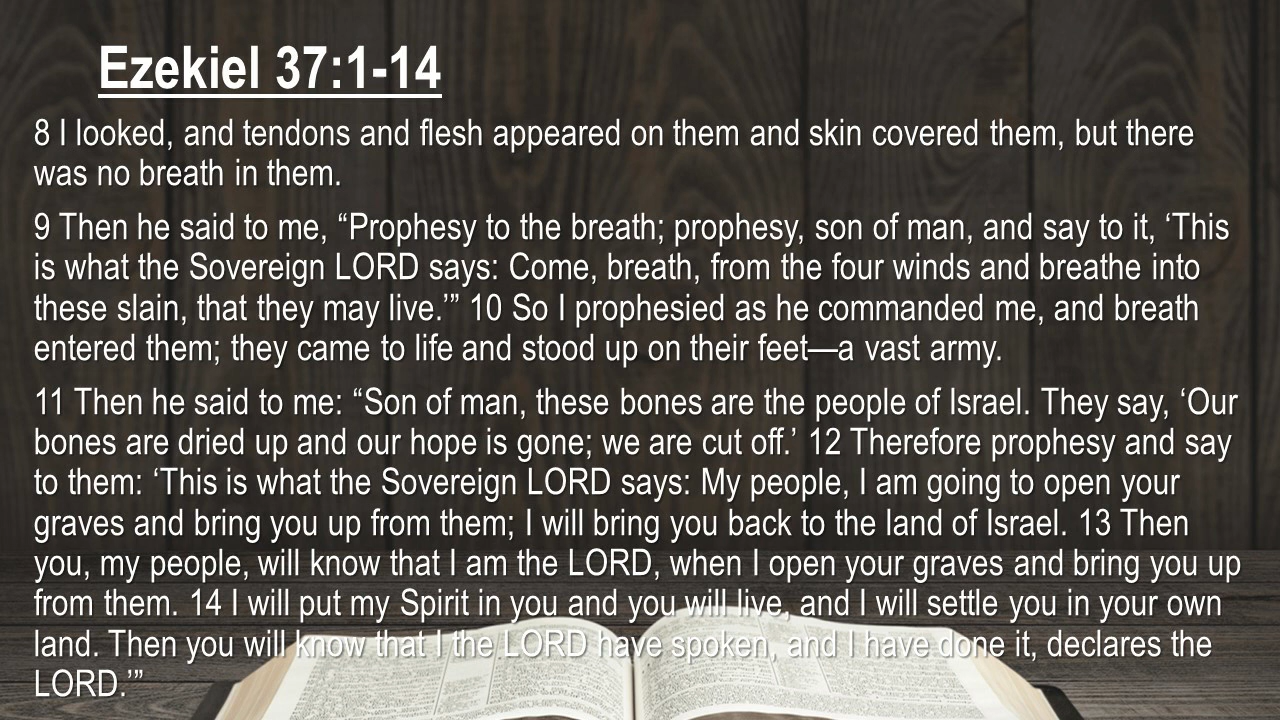 Ezekiel 37:1-14
8 I looked, and tendons and flesh appeared on them and skin covered them, but there
was no breath in them.
9 Then he said to me, “Prophesy to the breath; prophesy, son of man, and say to it, ‘This
is what the Sovereign LORD says: Come, breath, from the four winds and breathe into
these slain, that they may live.’” 10 So I prophesied as he commanded me, and breath
entered them; they came to life and stood up on their feet—a vast army.
11 Then he said to me: “Son of man, these bones are the people of Israel. They say, ‘Our
bones are dried up and our hope is gone; we are cut off.’ 12 Therefore prophesy and say
to them: ‘This is what the Sovereign LORD says: My people, I am going to open your
graves and bring you up from them; I will bring you back to the land of Israel. 13 Then
you, my people, will know that I am the LORD, when I open your graves and bring you up
from them. 14 I will put my Spirit in you and you will live, and I will settle you in your own
land. Then you will know that I the LORD have spoken, and I have done it, declares the
LORD.’”